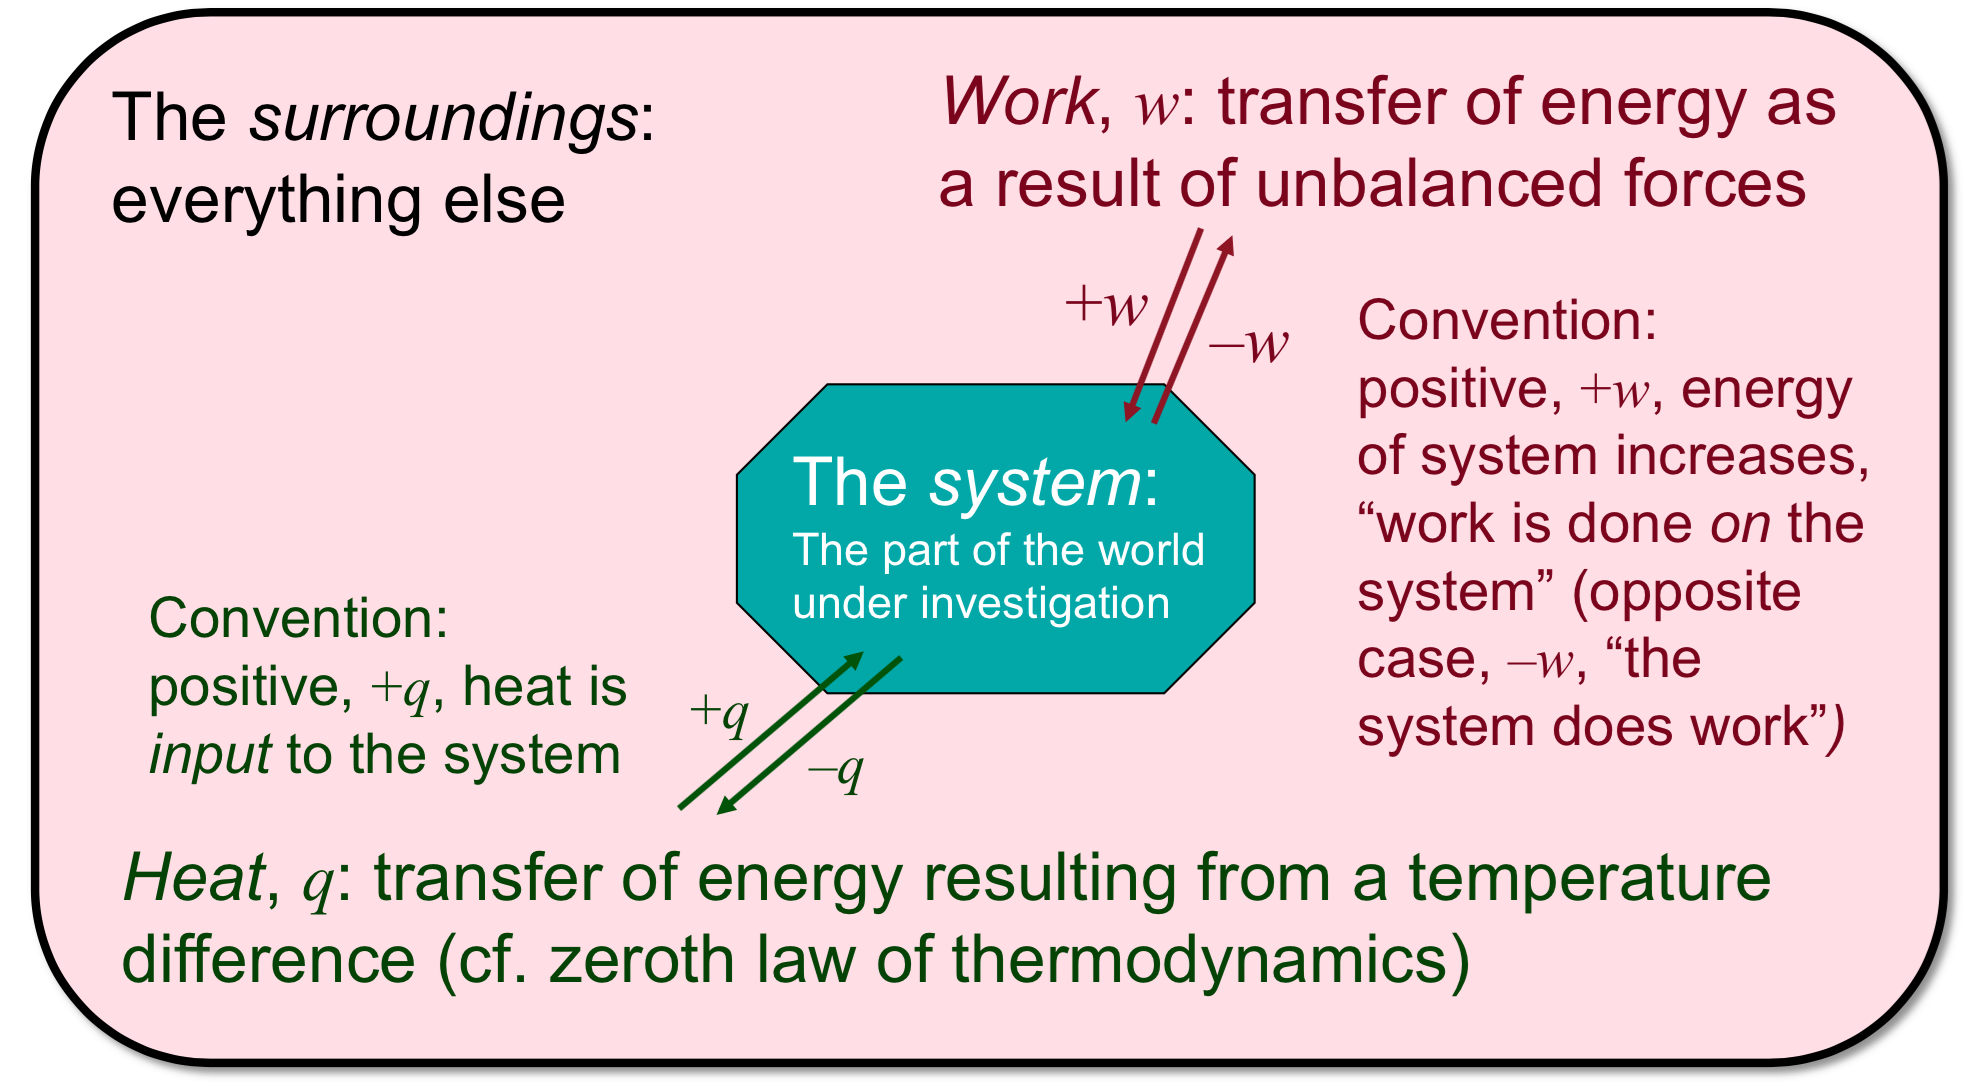 The surroundings:
everything else
Work, w: transfer of energy as
a result of unbalanced forces
+w
–w
Convention:
positive, +w, energy
of system increases,
“work is done on the
system” (opposite
case, –w, “the
system does work”)
The system:
The part of the world
under investigation
Convention:
positive, +q, heat is
input to the system
+q
–q
Heat, q: transfer of energy resulting from a temperature
difference (cf. zeroth law of thermodynamics)